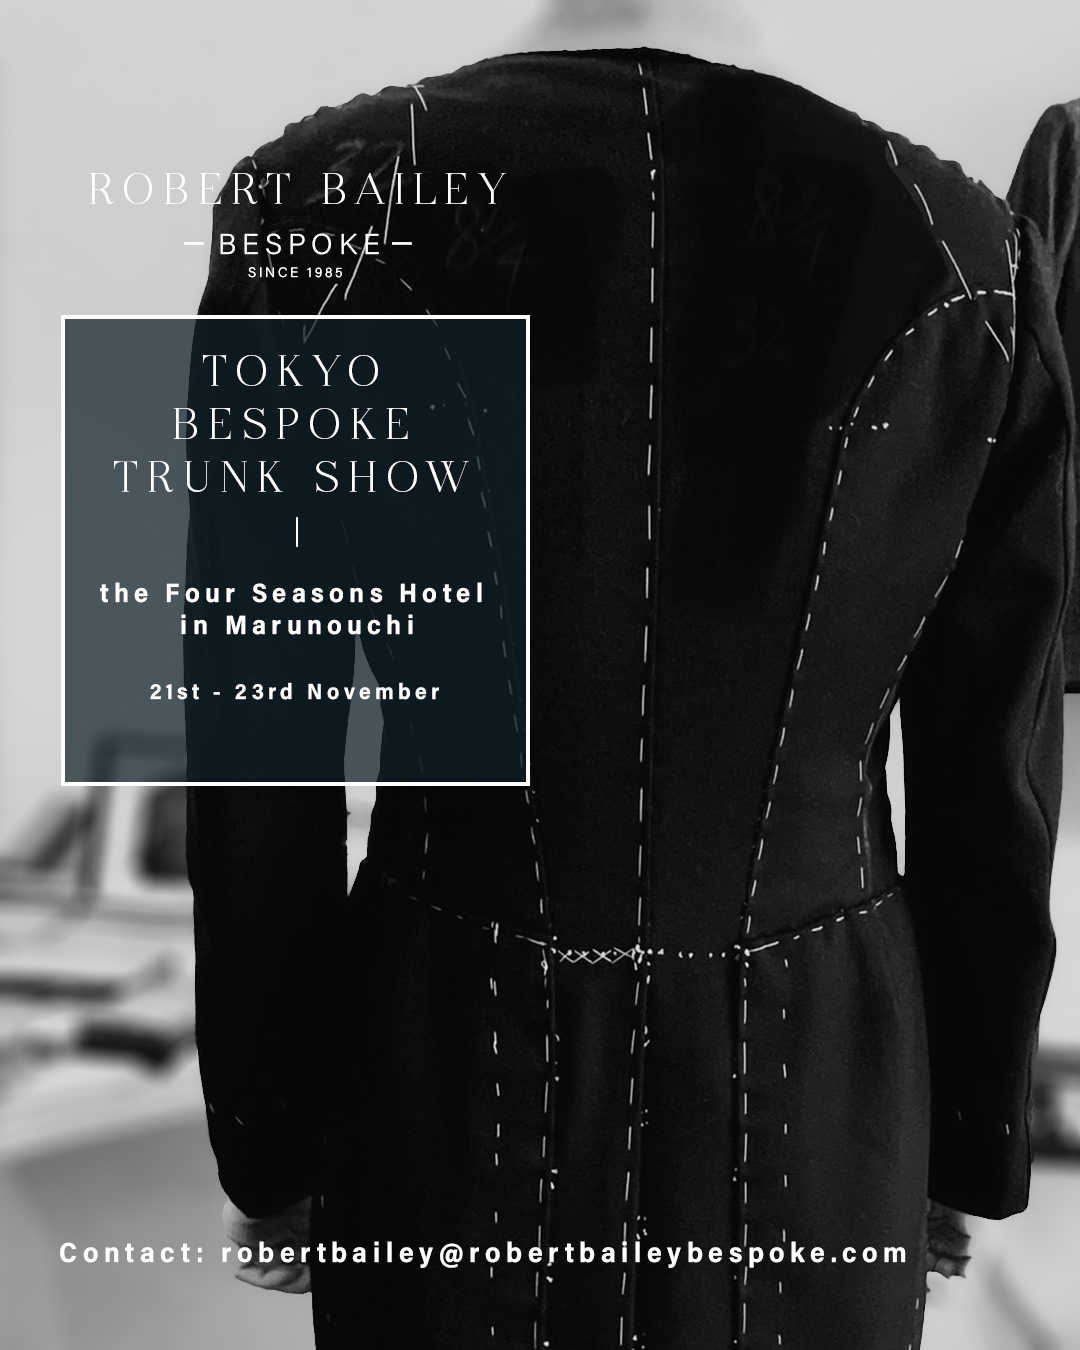 ROBERT BAILEY
BESPOKE
SINCE 1985
TOKYO
BESPOKE
TRUNK SHOW
the Four Seasons Hotel
in Marunouchi
21st - 23rd November
Contact: robertbailey@robertbaileybespoke.com